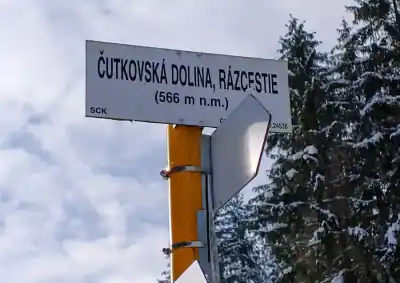 ČUTKOVSKÁ DOLINA, RÁZCESTIE
(566 m n.m.)
SCK